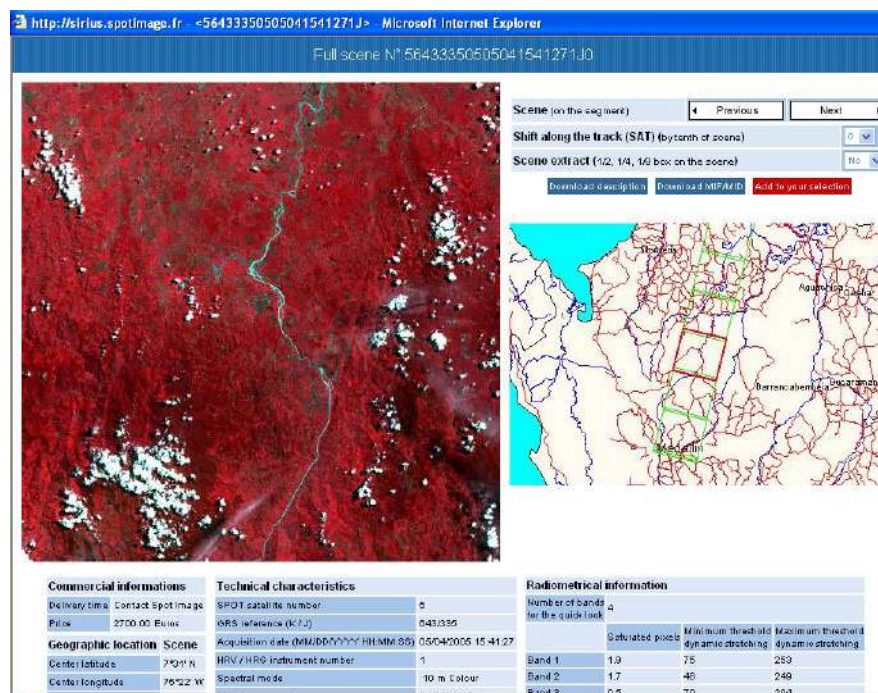 http://sirius.spotimage.fr - <56433350505041541271J> - Microsoft Internet Explorer
Full scene N° 56433350505041541271J0
Scene (on the segment) Previous Next
Shift along the track (SAT) (by tenth of scene) 0
Scene extract (1/2, 1/4, 1/8 box on the scene) No
Download description Download MIF/MID Add to your selection
Barrancabermeja
Medellin
Commercial informations
Delivery time Contact Spot Image
Price 2700.00 Euros
Geographic location Scene
Center latitude 7°31' N
Center longitude 75°22' W
Technical characteristics
SPOT satellite number 5
GRS reference (K / J) 643/335
Acquisition date (MM/DD/YYYY HH:MM:SS) 05/04/2005 15:41:27
HRV / HRG instrument number 1
Spectral mode 10 m Colour
Radiometrical information
Number of bands for the quick look 4
Saturated pixels Minimum threshold dynamic stretching Maximum threshold dynamic stretching
Band 1 1.9 75 253
Band 2 1.7 48 249